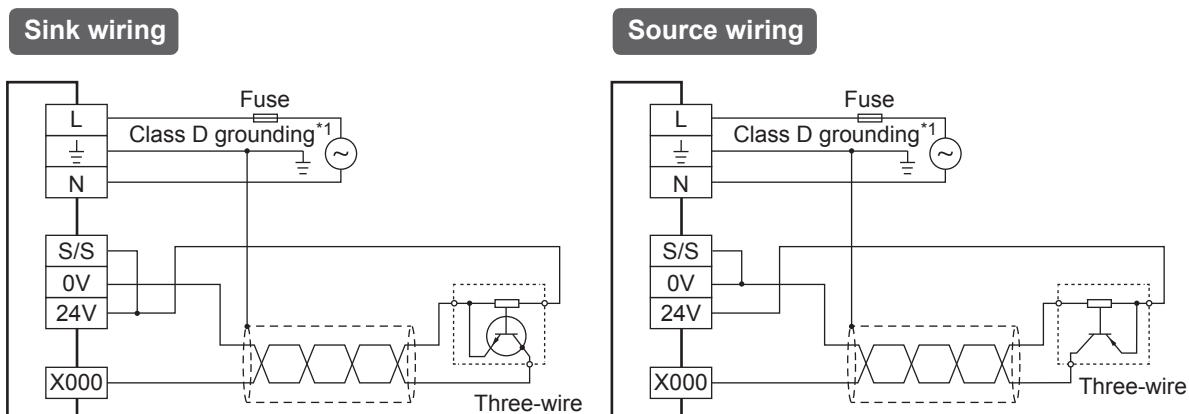 Sink wiring
L
N
S/S
0V
24V
X000
Fuse
Class D grounding*1
~
Three-wire
Source wiring
L
N
S/S
0V
24V
X000
Fuse
Class D grounding*1
~
Three-wire